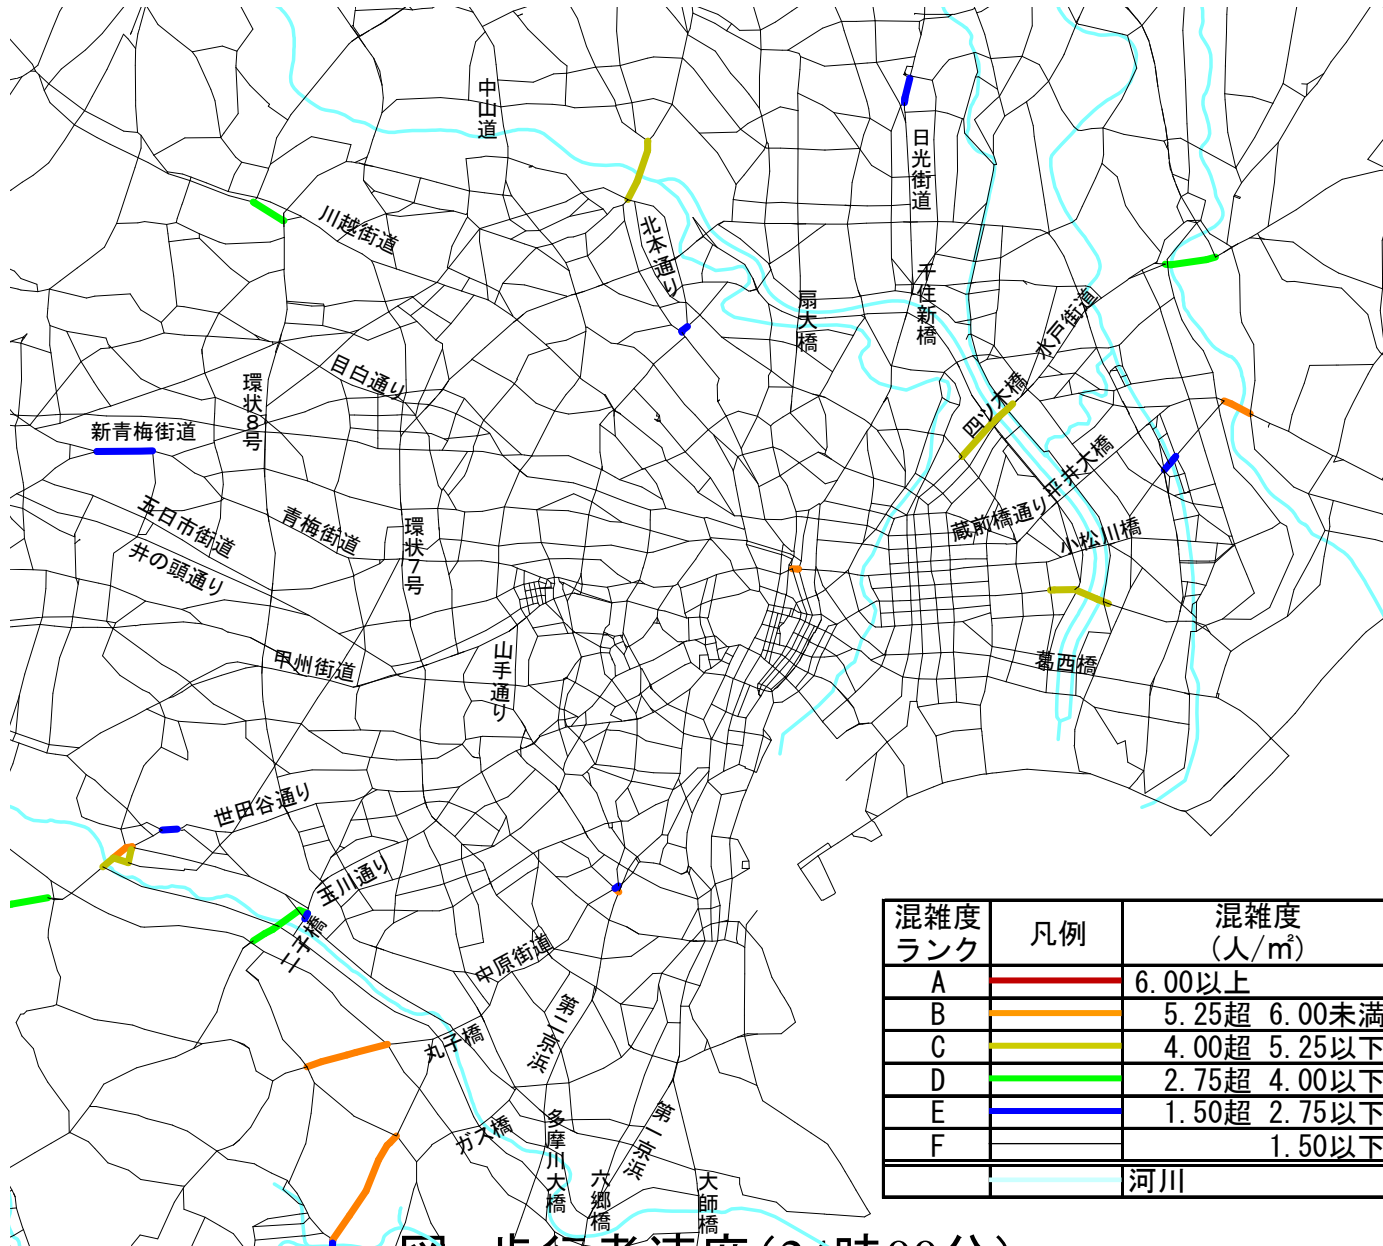 中山道
日光街道
川越街道
北本通り
扇大橋
千住新橋
水戸街道
目白通り
環状8号
四ツ木橋
新青梅街道
平井大橋
五日市街道
青梅街道
環状7号
蔵前橋通り
小松川橋
井の頭通り
甲州街道
山手通り
葛西橋
世田谷通り
玉川通り
二子橋
中原街道
第二京浜
丸子橋
ガス橋
多摩川大橋
第一京浜
六郷橋
大師橋
混雑度ランク 凡例 混雑度(人/㎡)
A 6.00以上
B 5.25超 6.00未満
C 4.00超 5.25以下
D 2.75超 4.00以下
E 1.50超 2.75以下
F 1.50以下
河川